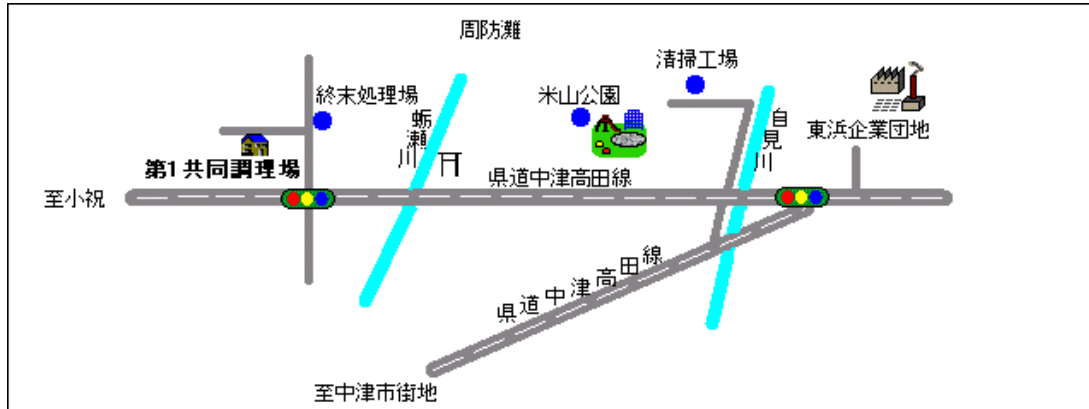 周防灘
清掃工場
終末処理場
米山公園
蛎瀬川
自見川
東浜企業団地
第1共同調理場
県道中津高田線
至小祝
県道中津高田線
至中津市街地